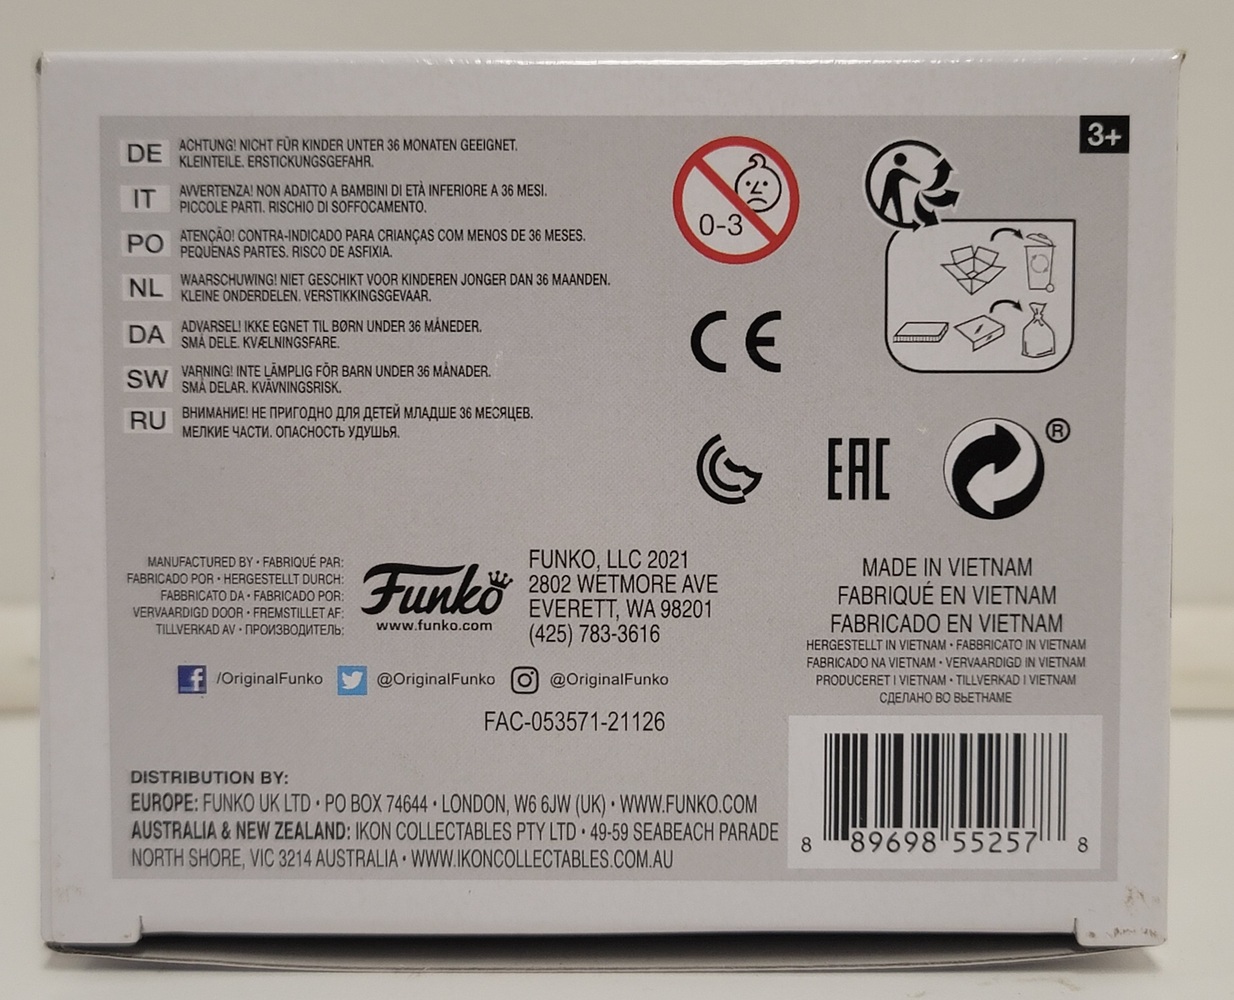 3+
DE ACHTUNG! NICHT FÜR KINDER UNTER 36 MONATEN GEEIGNET.
KLEINTEILE. ERSTICKUNGSGEFAHR.
IT AVVERTENZA! NON ADATTO A BAMBINI DI ETÀ INFERIORE A 36 MESI.
PICCOLE PARTI. RISCHIO DI SOFFOCAMENTO.
PO ATENÇÃO! CONTRA-INDICADO PARA CRIANÇAS COM MENOS DE 36 MESES.
PEQUENAS PARTES. RISCO DE ASFIXIA.
NL WAARSCHUWING! NIET GESCHIKT VOOR KINDEREN JONGER DAN 36 MAANDEN.
KLEINE ONDERDELEN. VERSTIKKINGSGEVAAR.
DA ADVARSEL! IKKE EGNET TIL BØRN UNDER 36 MÅNEDER.
SMÅ DELE. KVÆLNINGSFARE.
SW VARNING! INTE LÄMPLIG FÖR BARN UNDER 36 MÅNADER.
SMÅ DELAR. KVÄVNINGSRISK.
RU ВНИМАНИЕ! НЕ ПРИГОДНО ДЛЯ ДЕТЕЙ МЛАДШЕ 36 МЕСЯЦЕВ.
МЕЛКИЕ ЧАСТИ. ОПАСНОСТЬ УДУШЬЯ.
0-3
CE
EAC
®
MANUFACTURED BY • FABRIQUÉ PAR:
FABRICADO POR • HERGESTELLT DURCH:
FABBRICATO DA • FABRICADO POR:
VERVAARDIGD DOOR • FREMSTILLET AF:
TILLVERKAD AV • ПРОИЗВОДИТЕЛЬ:
Funko
www.funko.com
FUNKO, LLC 2021
2802 WETMORE AVE
EVERETT, WA 98201
(425) 783-3616
MADE IN VIETNAM
FABRIQUÉ EN VIETNAM
FABRICADO EN VIETNAM
HERGESTELLT IN VIETNAM • FABBRICATO IN VIETNAM
FABRICADO NA VIETNAM • VERVAARDIGD IN VIETNAM
PRODUCERET I VIETNAM • TILLVERKAD I VIETNAM
СДЕЛАНО ВО ВЬЕТНАМЕ
/OriginalFunko @OriginalFunko @OriginalFunko
FAC-053571-21126
DISTRIBUTION BY:
EUROPE: FUNKO UK LTD • PO BOX 74644 • LONDON, W6 6JW (UK) • WWW.FUNKO.COM
AUSTRALIA & NEW ZEALAND: IKON COLLECTABLES PTY LTD • 49-59 SEABEACH PARADE
NORTH SHORE, VIC 3214 AUSTRALIA • WWW.IKONCOLLECTABLES.COM.AU
8 89698 55257 8